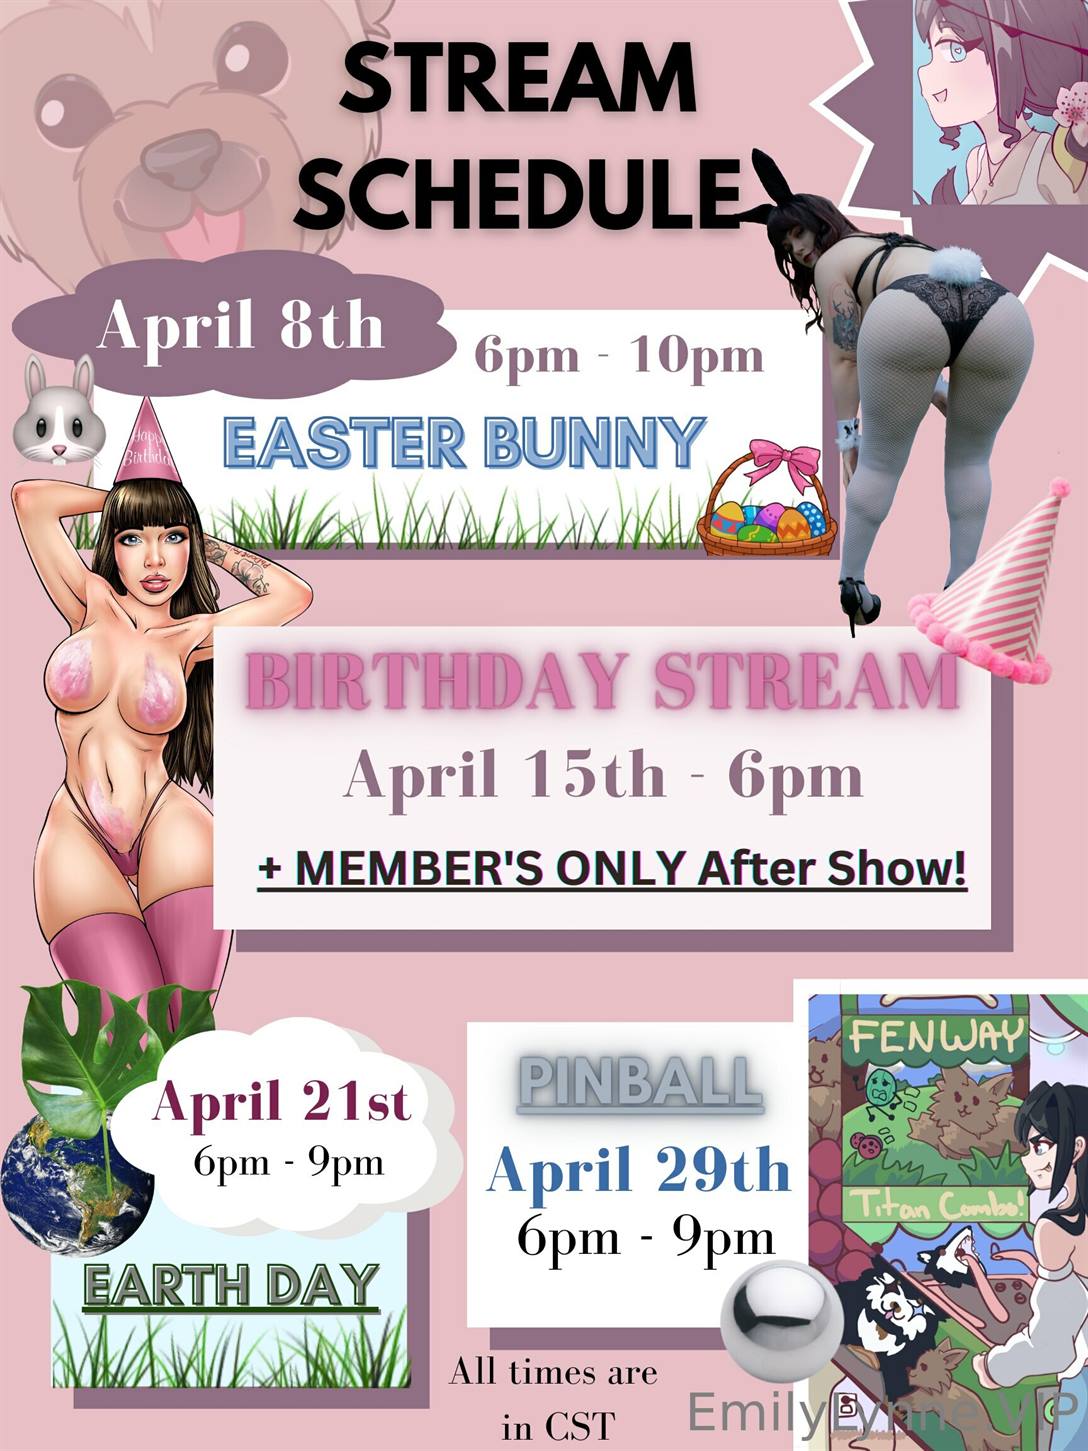 STREAM
SCHEDULE
April 8th
6pm - 10pm
EASTER BUNNY
Happy
Birthday
BIRTHDAY STREAM
April 15th - 6pm
+ MEMBER'S ONLY After Show!
April 21st
6pm - 9pm
EARTH DAY
PINBALL
April 29th
6pm - 9pm
FENWAY
Titan Combo!
All times are
in CST
EmilyLynne.VIP